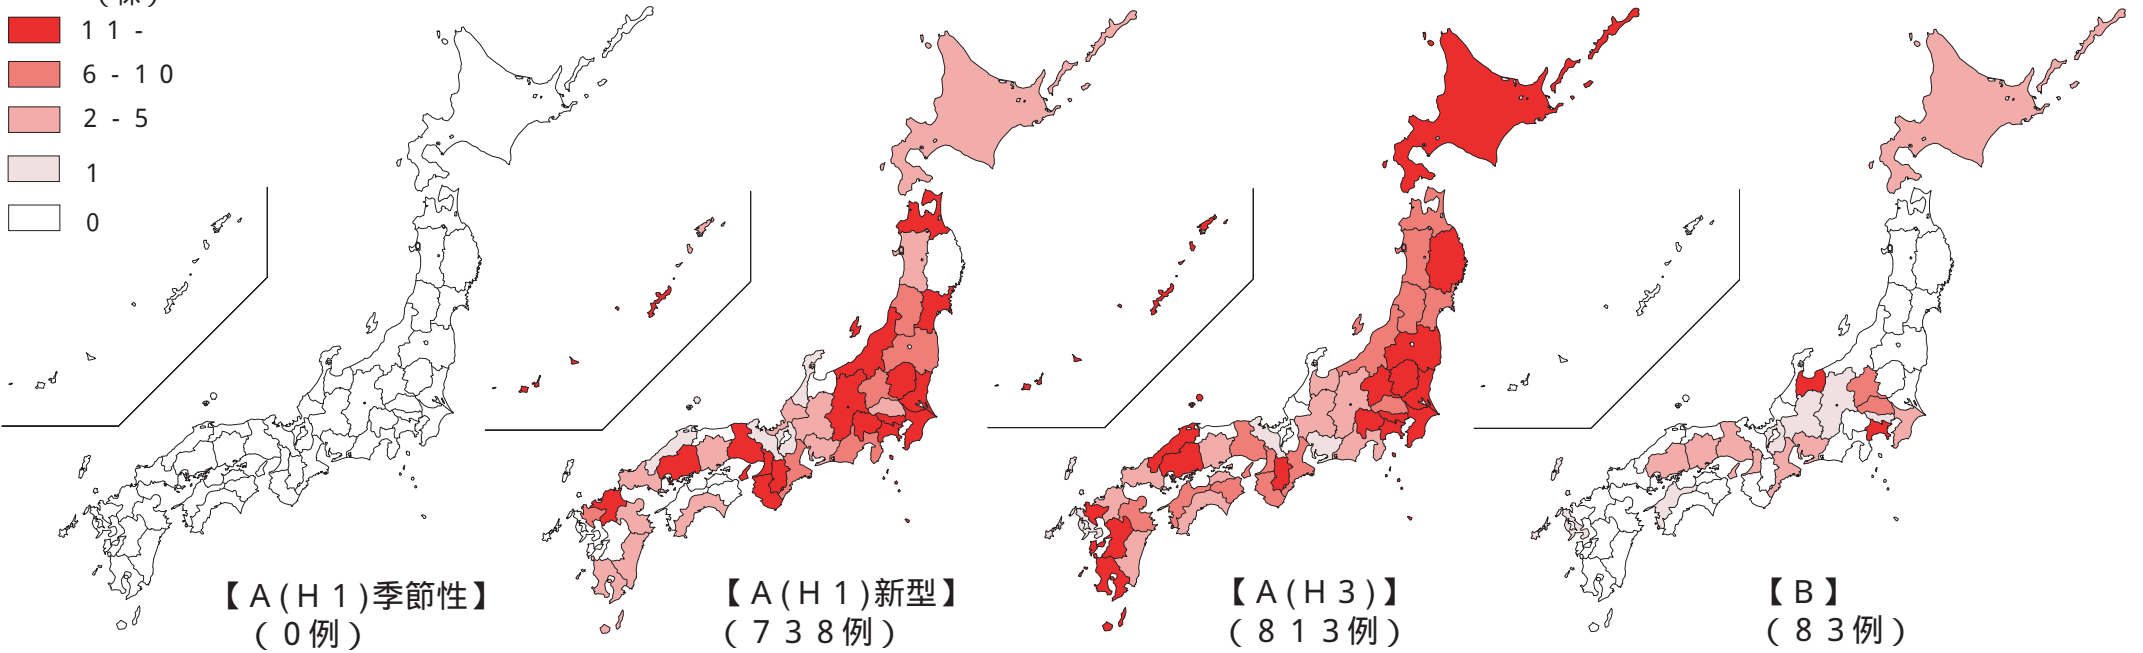 (株)
11-
6-10
2-5
1
0
【A(H1)季節性】
(0例)
【A(H1)新型】
(738例)
【A(H3)】
(813例)
【B】
(83例)